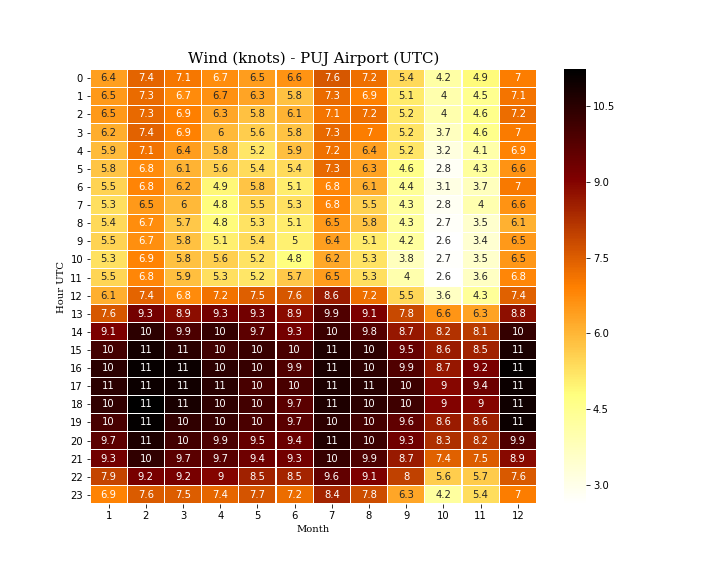 Wind (knots) - PUJ Airport (UTC)
0 6.4 7.4 7.1 6.7 6.5 6.6 7.6 7.2 5.4 4.2 4.9 7
1 6.5 7.3 6.7 6.7 6.3 5.8 7.3 6.9 5.1 4 4.5 7.1
2 6.5 7.3 6.9 6.3 5.8 6.1 7.1 7.2 5.2 4 4.6 7.2
3 6.2 7.4 6.9 6 5.6 5.8 7.3 7 5.2 3.7 4.6 7
4 5.9 7.1 6.4 5.8 5.2 5.9 7.2 6.4 5.2 3.2 4.1 6.9
5 5.8 6.8 6.1 5.6 5.4 5.4 7.3 6.3 4.6 2.8 4.3 6.6
6 5.5 6.8 6.2 4.9 5.8 5.1 6.8 6.1 4.4 3.1 3.7 7
7 5.3 6.5 6 4.8 5.5 5.3 6.8 5.5 4.3 2.8 4 6.6
8 5.4 6.7 5.7 4.8 5.3 5.1 6.5 5.8 4.3 2.7 3.5 6.1
9 5.5 6.7 5.8 5.1 5.4 5 6.4 5.1 4.2 2.6 3.4 6.5
10 5.3 6.9 5.8 5.6 5.2 4.8 6.2 5.3 3.8 2.7 3.5 6.5
11 5.5 6.8 5.9 5.3 5.2 5.7 6.5 5.3 4 2.6 3.6 6.8
12 6.1 7.4 6.8 7.2 7.5 7.6 8.6 7.2 5.5 3.6 4.3 7.4
13 7.6 9.3 8.9 9.3 9.3 8.9 9.9 9.1 7.8 6.6 6.3 8.8
14 9.1 10 9.9 10 9.7 9.3 10 9.8 8.7 8.2 8.1 10
15 10 11 11 10 10 10 11 10 9.5 8.6 8.5 11
16 10 11 11 10 10 9.9 11 10 9.9 8.7 9.2 11
17 11 11 11 11 10 10 11 11 10 9 9.4 11
18 10 11 11 10 10 9.7 11 10 10 9 9 11
19 10 11 10 10 10 9.7 10 10 9.6 8.6 8.6 11
20 9.7 11 10 9.9 9.5 9.4 11 10 9.3 8.3 8.2 9.9
21 9.3 10 9.7 9.7 9.4 9.3 10 9.9 8.7 7.4 7.5 8.9
22 7.9 9.2 9.2 9 8.5 8.5 9.6 9.1 8 5.6 5.7 7.6
23 6.9 7.6 7.5 7.4 7.7 7.2 8.4 7.8 6.3 4.2 5.4 7
1 2 3 4 5 6 7 8 9 10 11 12
Month
Hour UTC
10.5
9.0
7.5
6.0
4.5
3.0